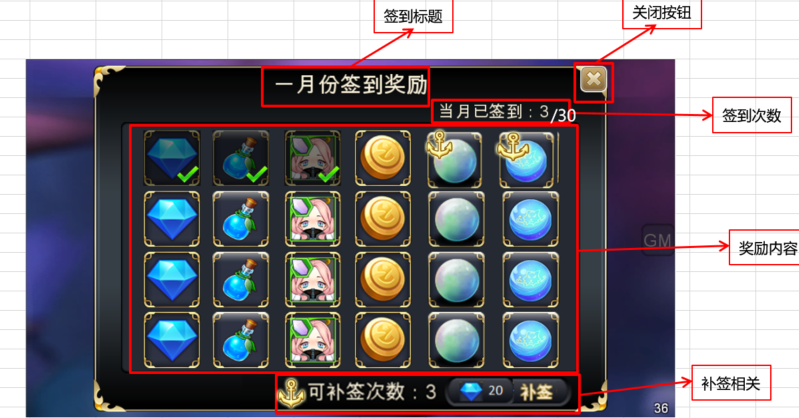 签到标题
关闭按钮
一月份签到奖励
当月已签到：3/30
签到次数
GM
奖励内容
可补签次数：3
20
补签
补签相关
36